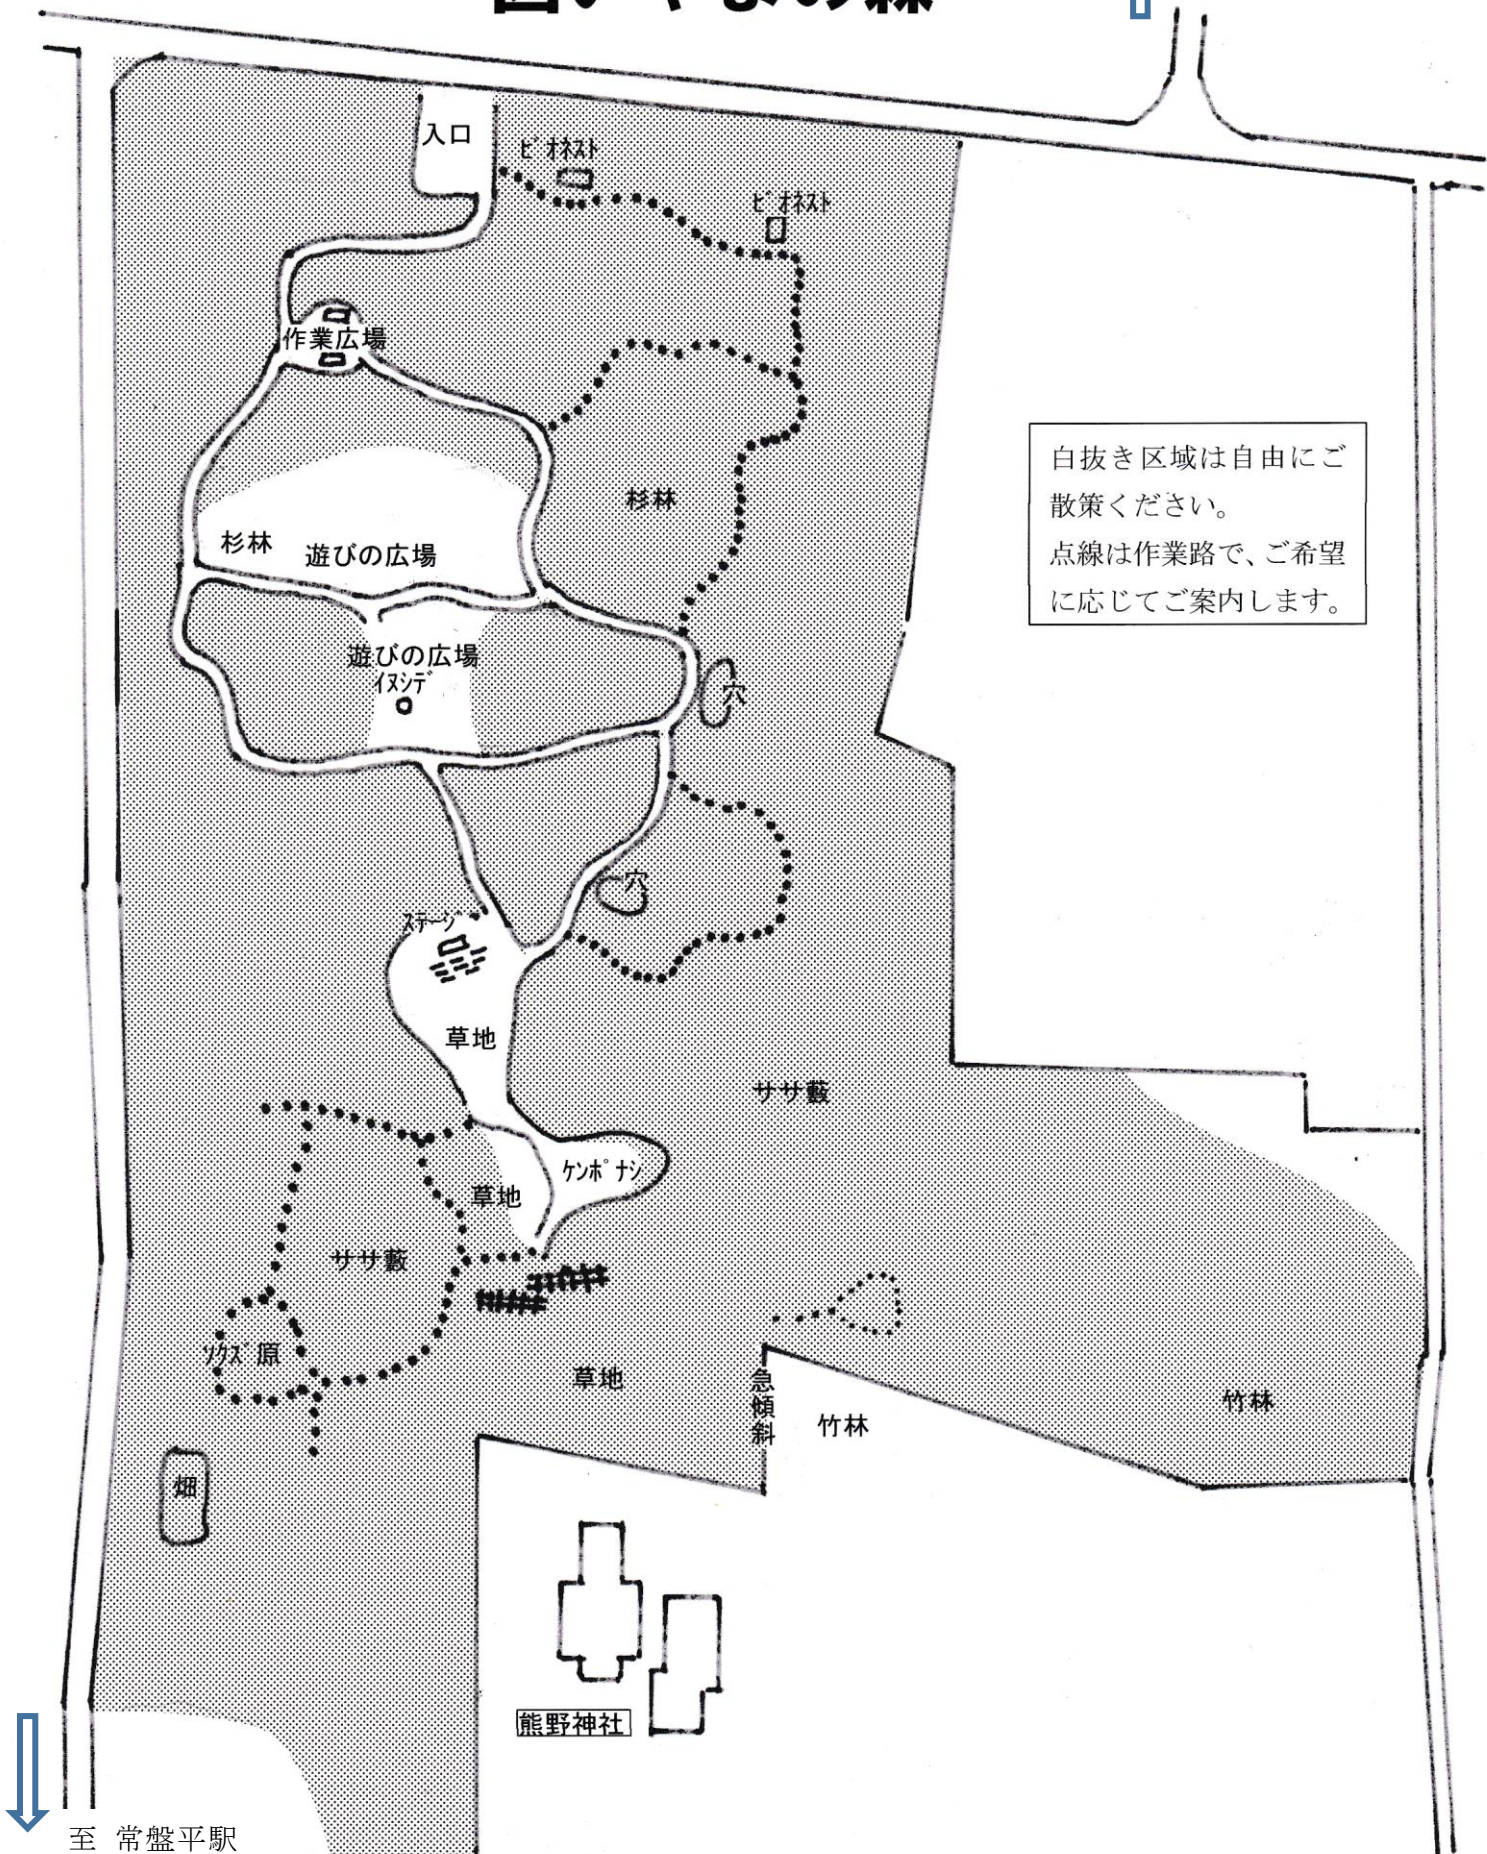 入口
ﾋﾞｵﾈｽﾄ
ﾋﾞｵﾈｽﾄ
作業広場
白抜き区域は自由にご
散策ください。
点線は作業路で、ご希望
に応じてご案内します。
杉林
杉林
遊びの広場
遊びの広場
ｲﾇｼﾃﾞ
穴
穴
ｽﾃｰｼﾞ
草地
ササ藪
ｹﾝﾎﾟﾅｼ
草地
ササ藪
ｿｸｽﾞ原
草地
急傾斜
竹林
竹林
畑
熊野神社
至 常盤平駅